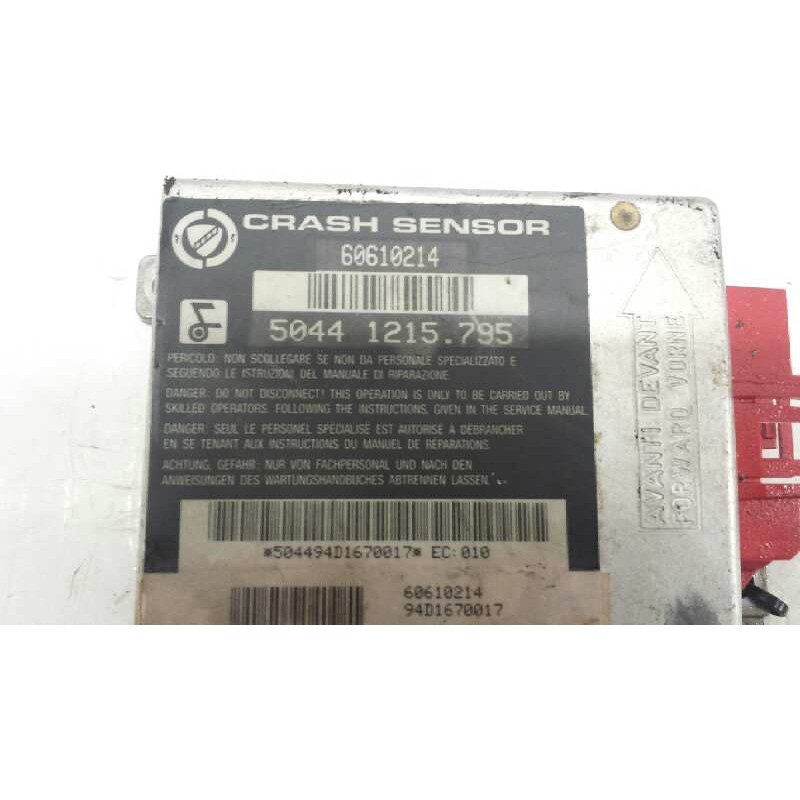 CRASH SENSOR
60610214
5044 1215.795
PERICOLO: NON SCOLLEGARE SE NON DA PERSONALE SPECIALIZZATO E
SEGUENDO LE ISTRUZIONI DEL MANUALE DI RIPARAZIONE.
DANGER: DO NOT DISCONNECT! THIS OPERATION IS ONLY TO BE CARRIED OUT BY
SKILLED OPERATORS. FOLLOWING THE INSTRUCTIONS, GIVEN IN THE SERVICE MANUAL.
DANGER: SEUL LE PERSONEL SPECIALISE EST AUTORISE A DEBRANCHER
EN SE TENANT AUX INSTRUCTIONS DU MANUEL DE REPARATIONS.
ACHTUNG, GEFAHR: NUR VON FACHPERSONAL UND NACH DEN
ANWEISUNGEN DES WARTUNGSHANDBUCHES ABTRENNEN LASSEN.
*504494D1670017* EC:010
60610214
94D1670017
AVANTI DEVANT
FORWARD VORNE